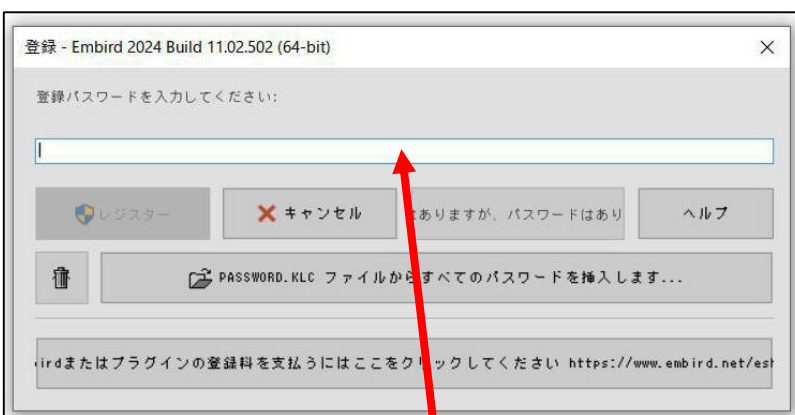 登録 - Embird 2024 Build 11.02.502 (64-bit)
登録パスワードを入力してください:
レジスター
キャンセル
はありますが、パスワードはあり
ヘルプ
PASSWORD.KLC ファイルからすべてのパスワードを挿入します...
irdまたはプラグインの登録料を支払うにはここをクリックしてください https://www.embird.net/est